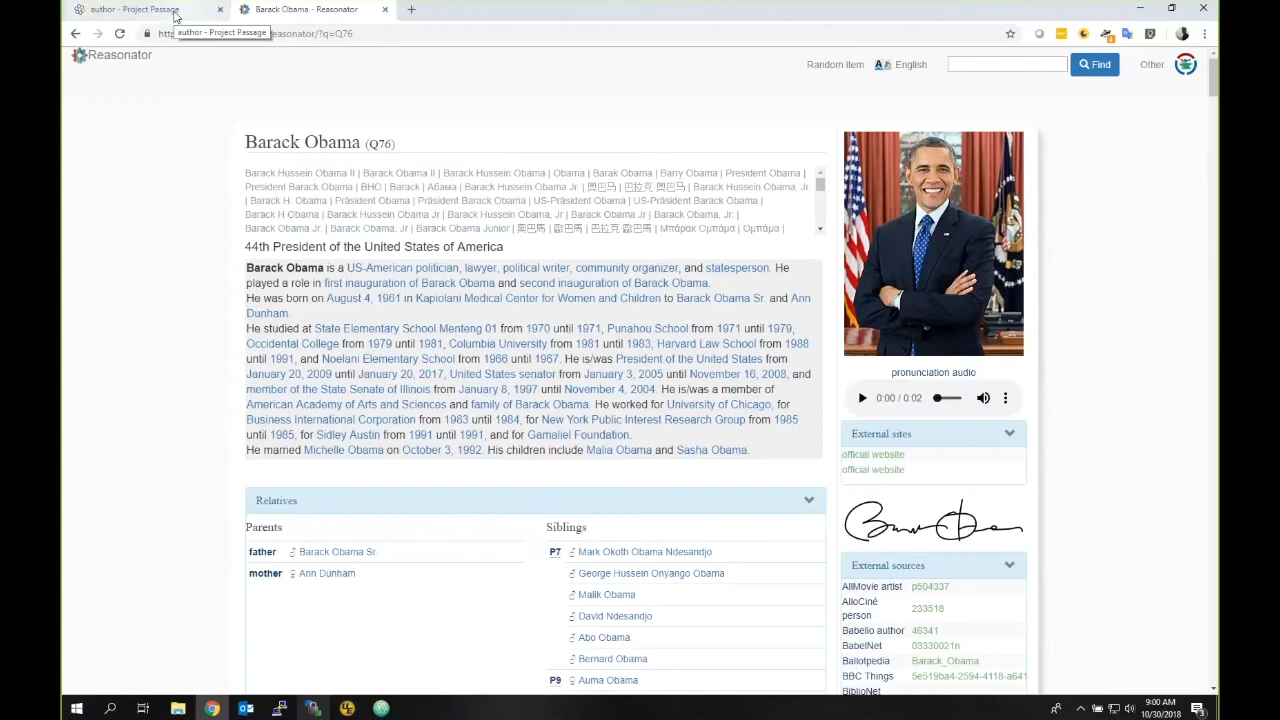 author - Project Passage
Barack Obama - Reasonator
author - Project Passage
easonator/?q=Q76
Reasonator
Random item
English
Find
Other
Barack Obama (Q76)
Barack Hussein Obama II | Barack Obama II | Barack Hussein Obama | Obama | Barak Obama | Barry Obama | President Obama |
President Barack Obama | BHO | Barack | Абама | Barack Hussein Obama Jr. | 奧巴马 | 巴拉克 奧巴马 | Barack Hussein Obama, Jr.
| Barack H. Obama | President Obama | Präsident Barack Obama | US-Präsident Obama | US-Präsident Barack Obama |
Barack H Obama | Barack Hussein Obama Jr | Barack Hussein Obama, Jr | Barack Obama Jr | Barack Obama, Jr. |
Barack Obama Jr. | Barack Obama, Jr | Barack Obama Junior | 奧巴馬 | 歐巴馬 | 巴拉克 歐巴馬 | Μπάρακ Ομπάμα | Ομπάμα |
44th President of the United States of America
Barack Obama is a US-American politician, lawyer, political writer, community organizer, and statesperson. He
played a role in first inauguration of Barack Obama and second inauguration of Barack Obama.
He was born on August 4, 1961 in Kapiolani Medical Center for Women and Children to Barack Obama Sr. and Ann
Dunham.
He studied at State Elementary School Menteng 01 from 1970 until 1971, Punahou School from 1971 until 1979,
Occidental College from 1979 until 1981, Columbia University from 1981 until 1983, Harvard Law School from 1988
until 1991, and Noelani Elementary School from 1966 until 1967. He is/was President of the United States from
January 20, 2009 until January 20, 2017, United States senator from January 3, 2005 until November 16, 2008, and
member of the State Senate of Illinois from January 8, 1997 until November 4, 2004. He is/was a member of
American Academy of Arts and Sciences and family of Barack Obama. He worked for University of Chicago, for
Business International Corporation from 1983 until 1984, for New York Public Interest Research Group from 1985
until 1985, for Sidley Austin from 1991 until 1991, and for Gamaliel Foundation.
He married Michelle Obama on October 3, 1992. His children include Malia Obama and Sasha Obama.
pronunciation audio
0:00 / 0:02
External sites
official website
official website
External sources
AllMovie artist p504337
AlloCiné person 233518
Babelio author 46341
BabelNet 03330021n
Ballotpedia Barack_Obama
BBC Things 5e519ba4-2594-4118-a641
BiblioNet
Relatives
Parents
father ♂ Barack Obama Sr.
mother ♀ Ann Dunham
Siblings
P7 ♂ Mark Okoth Obama Ndesandjo
♂ George Hussein Onyango Obama
♂ Malik Obama
♂ David Ndesandjo
♂ Abo Obama
♂ Bernard Obama
P9 ♀ Auma Obama
9:00 AM
10/30/2018